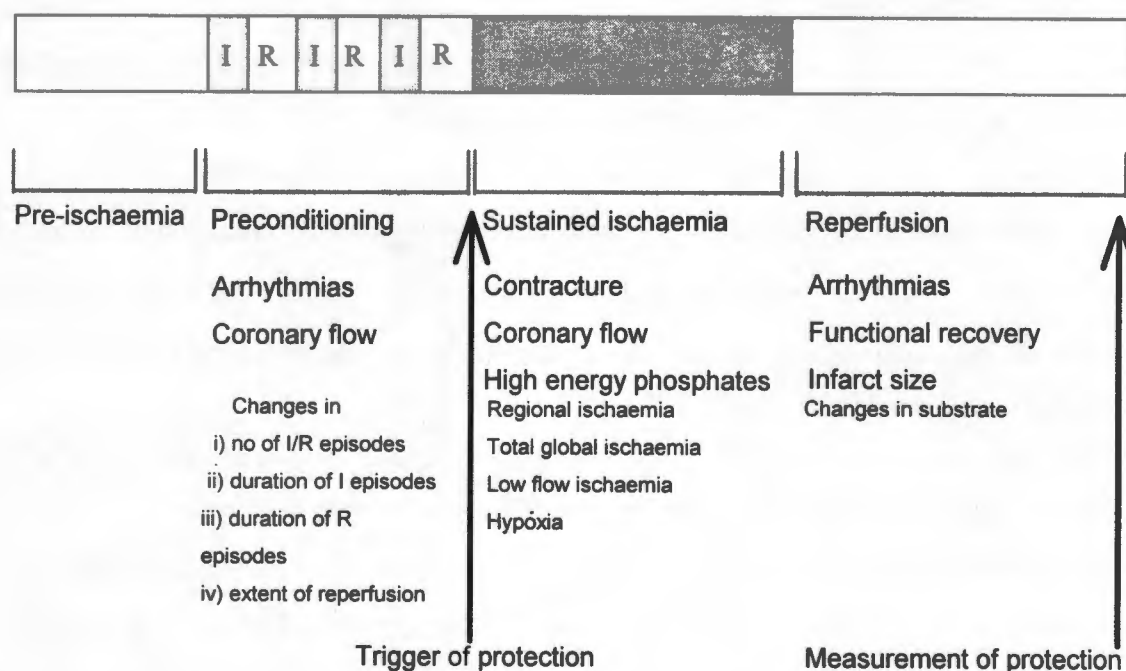 I R I R I R
Pre-ischaemia
Preconditioning
Sustained ischaemia
Reperfusion
Arrhythmias
Coronary flow
Changes in
i) no of I/R episodes
ii) duration of I episodes
iii) duration of R
episodes
iv) extent of reperfusion
Contracture
Coronary flow
High energy phosphates
Regional ischaemia
Total global ischaemia
Low flow ischaemia
Hypóxia
Arrhythmias
Functional recovery
Infarct size
Changes in substrate
Trigger of protection
Measurement of protection